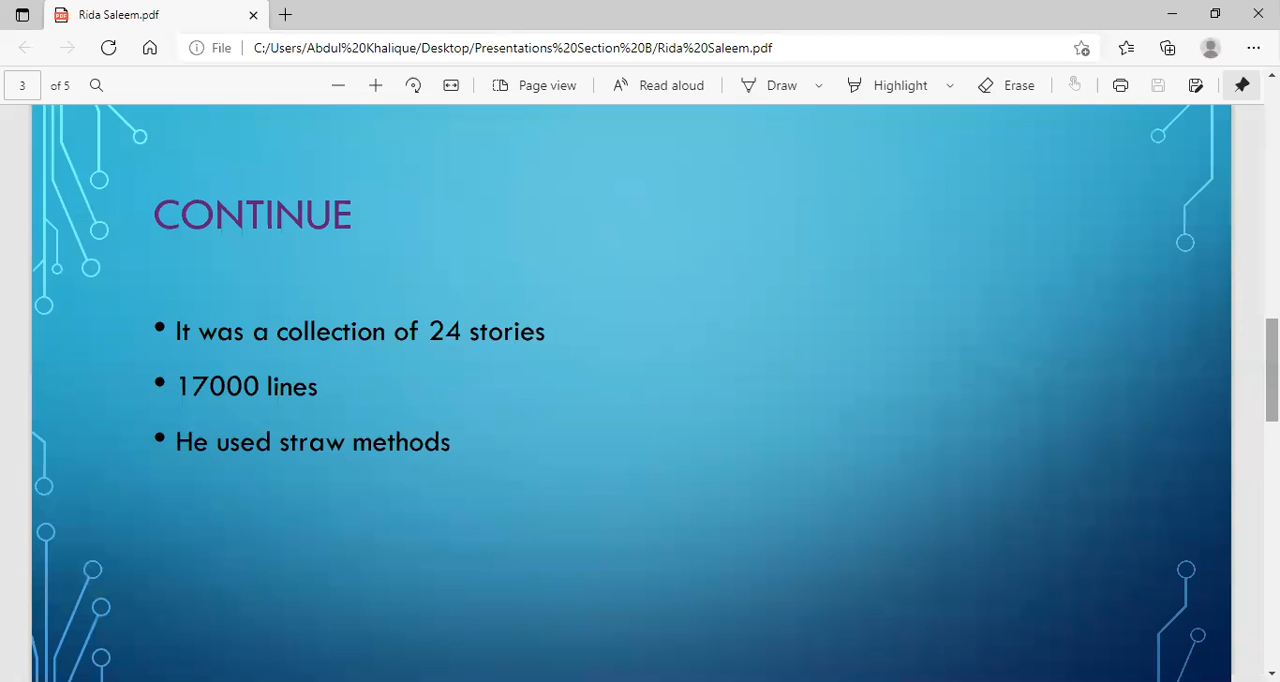 Rida Saleem.pdf
File
C:/Users/Abdul%20Khalique/Desktop/Presentations%20Section%20B/Rida%20Saleem.pdf
3 of 5 Page view Read aloud Draw Highlight Erase
CONTINUE
• It was a collection of 24 stories
• 17000 lines
• He used straw methods